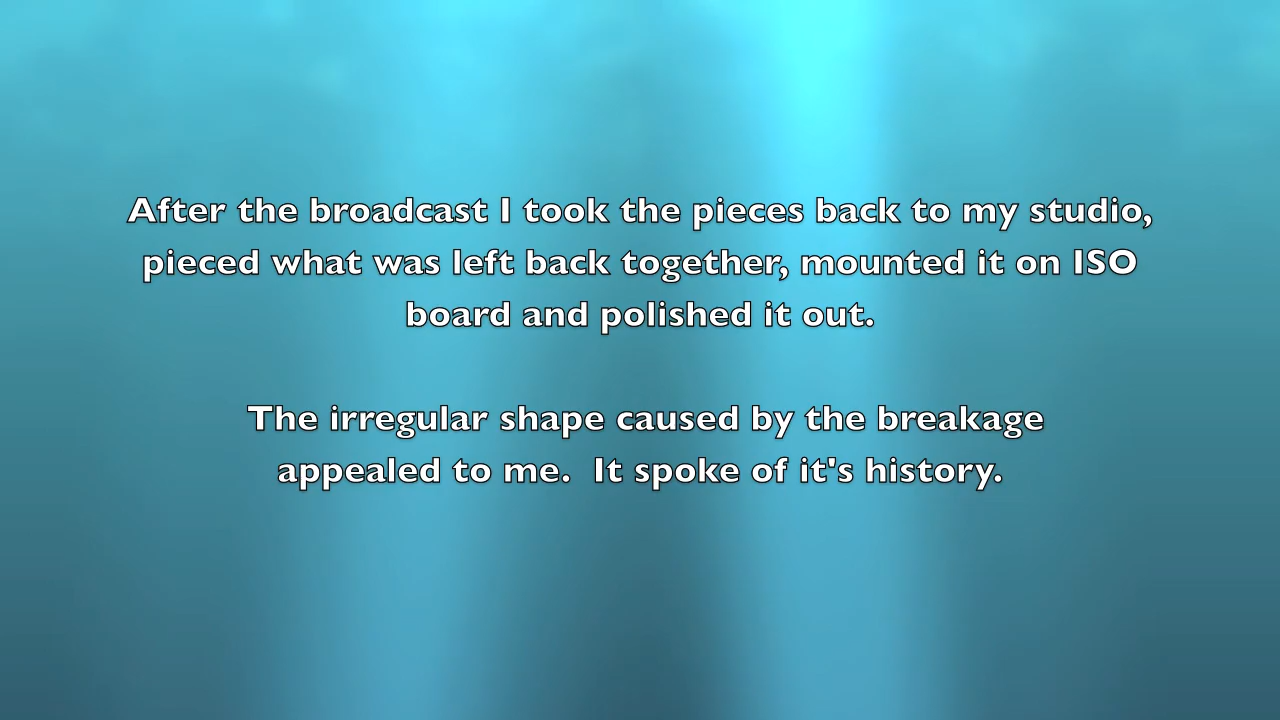 After the broadcast I took the pieces back to my studio,
pieced what was left back together, mounted it on ISO
board and polished it out.
The irregular shape caused by the breakage
appealed to me.  It spoke of it's history.